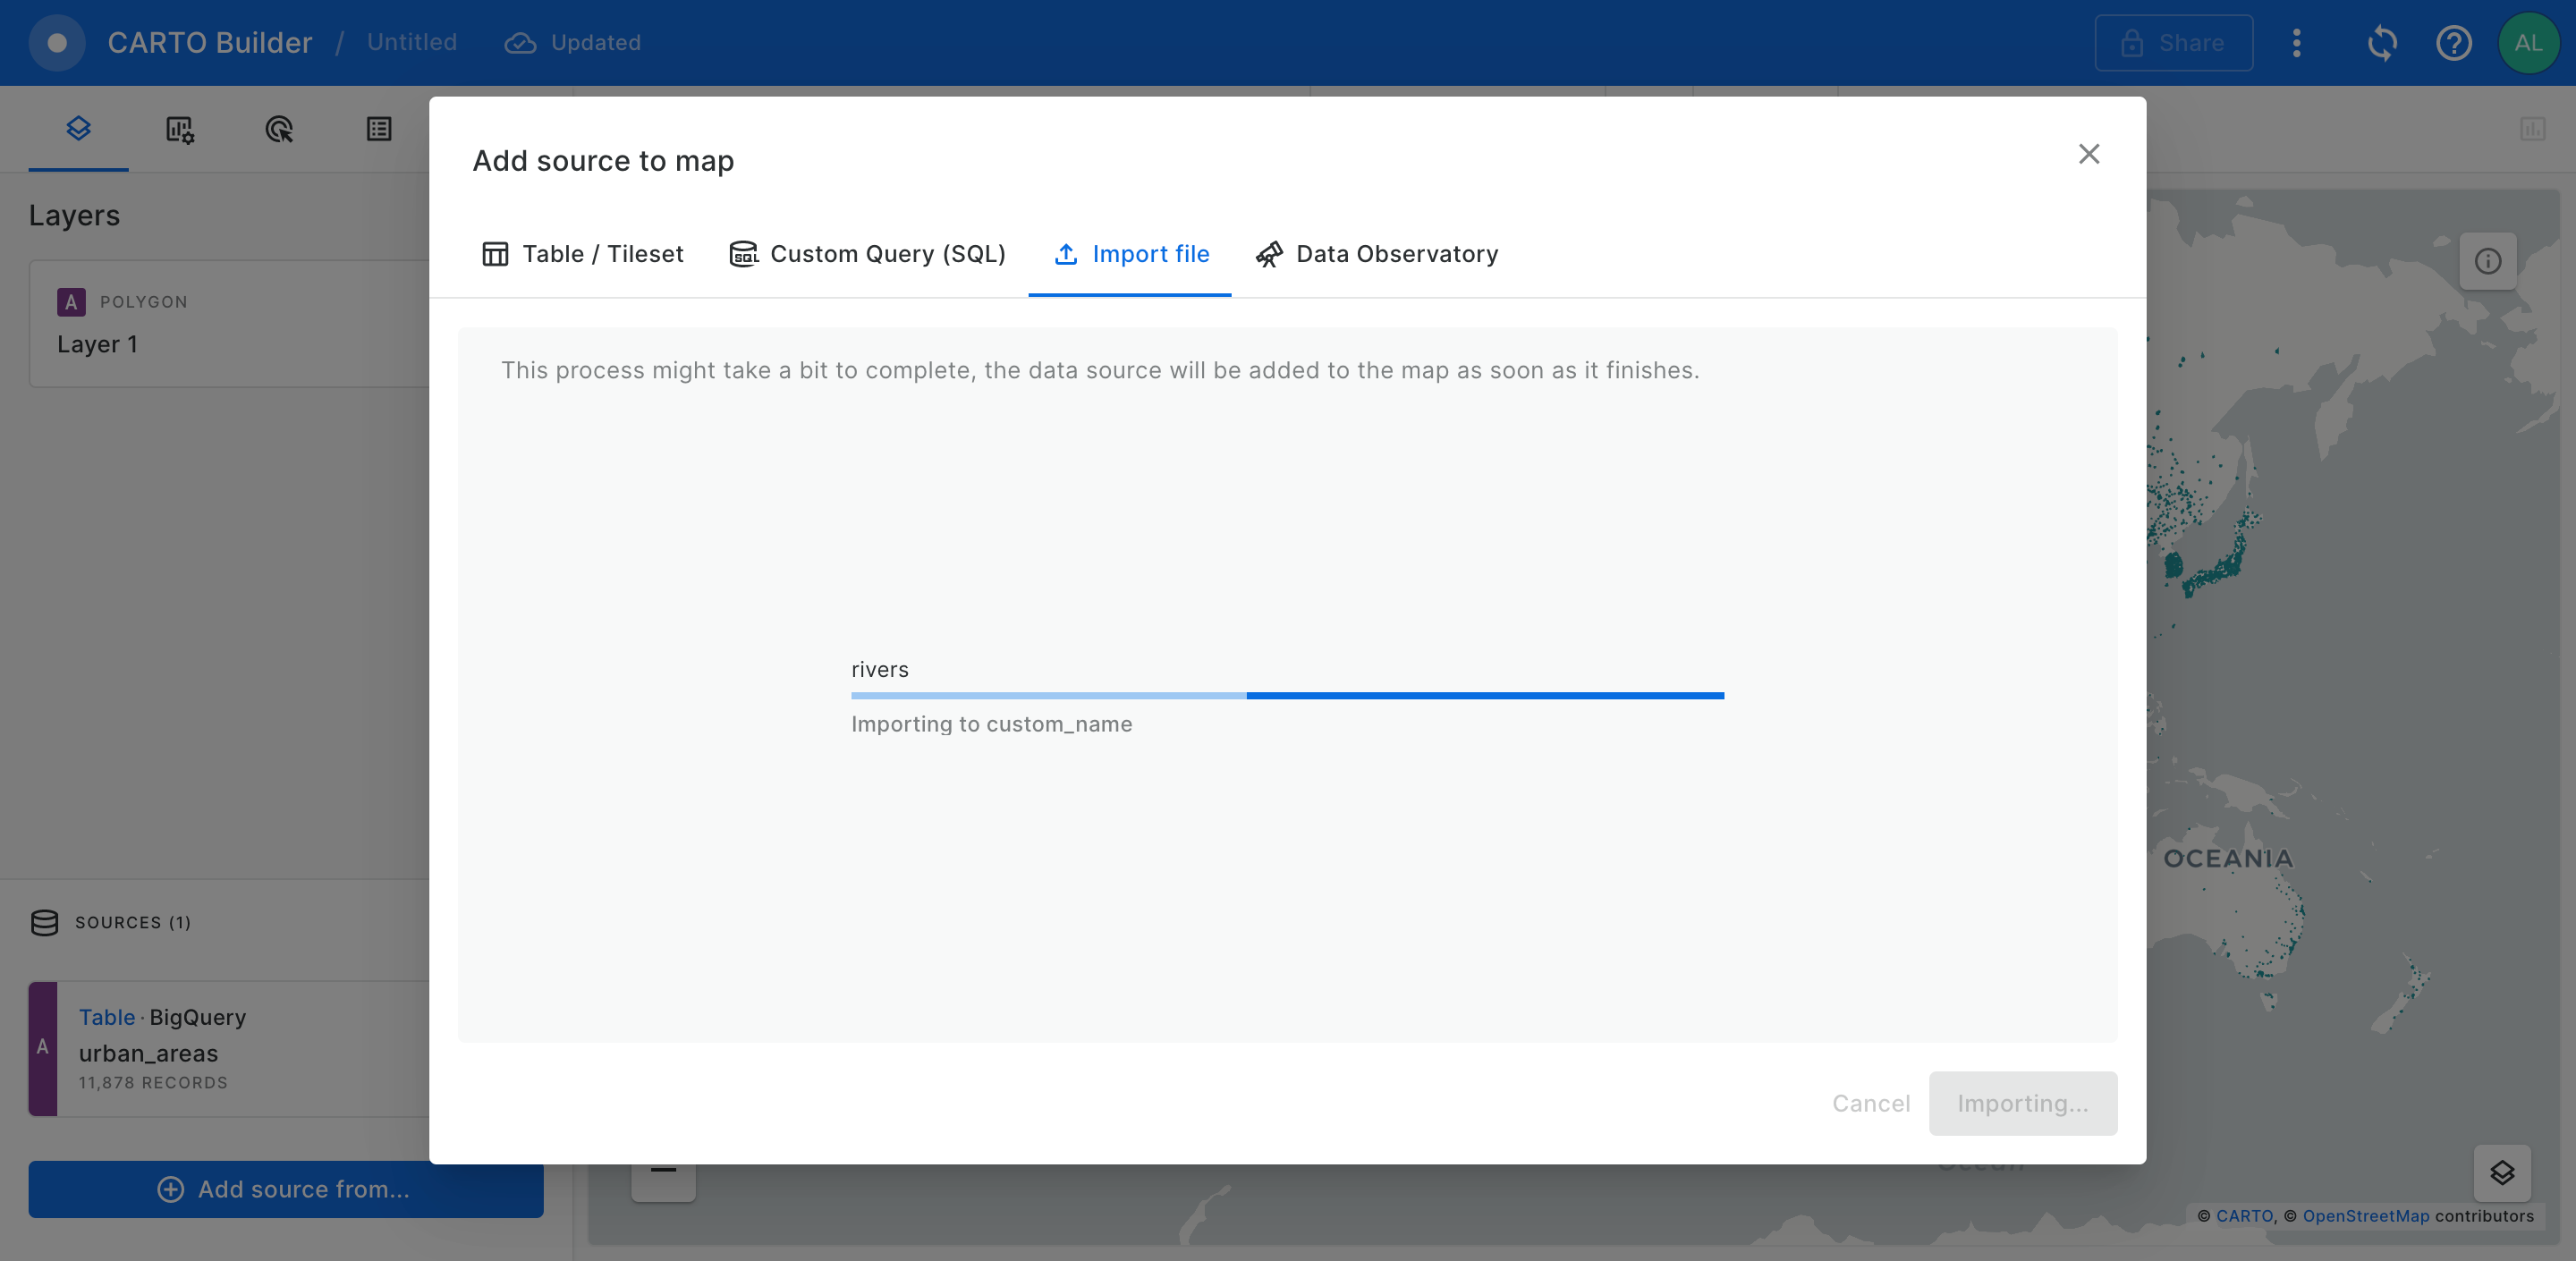 CARTO Builder / Untitled Updated Share AL
Layers
A POLYGON
Layer 1
SOURCES (1)
A
Table · BigQuery
urban_areas
11,878 RECORDS
Add source from...
Add source to map
Table / Tileset SQL Custom Query (SQL) Import file Data Observatory
This process might take a bit to complete, the data source will be added to the map as soon as it finishes.
rivers
Importing to custom_name
Cancel Importing...
OCEANIA
Ocean
© CARTO, © OpenStreetMap contributors